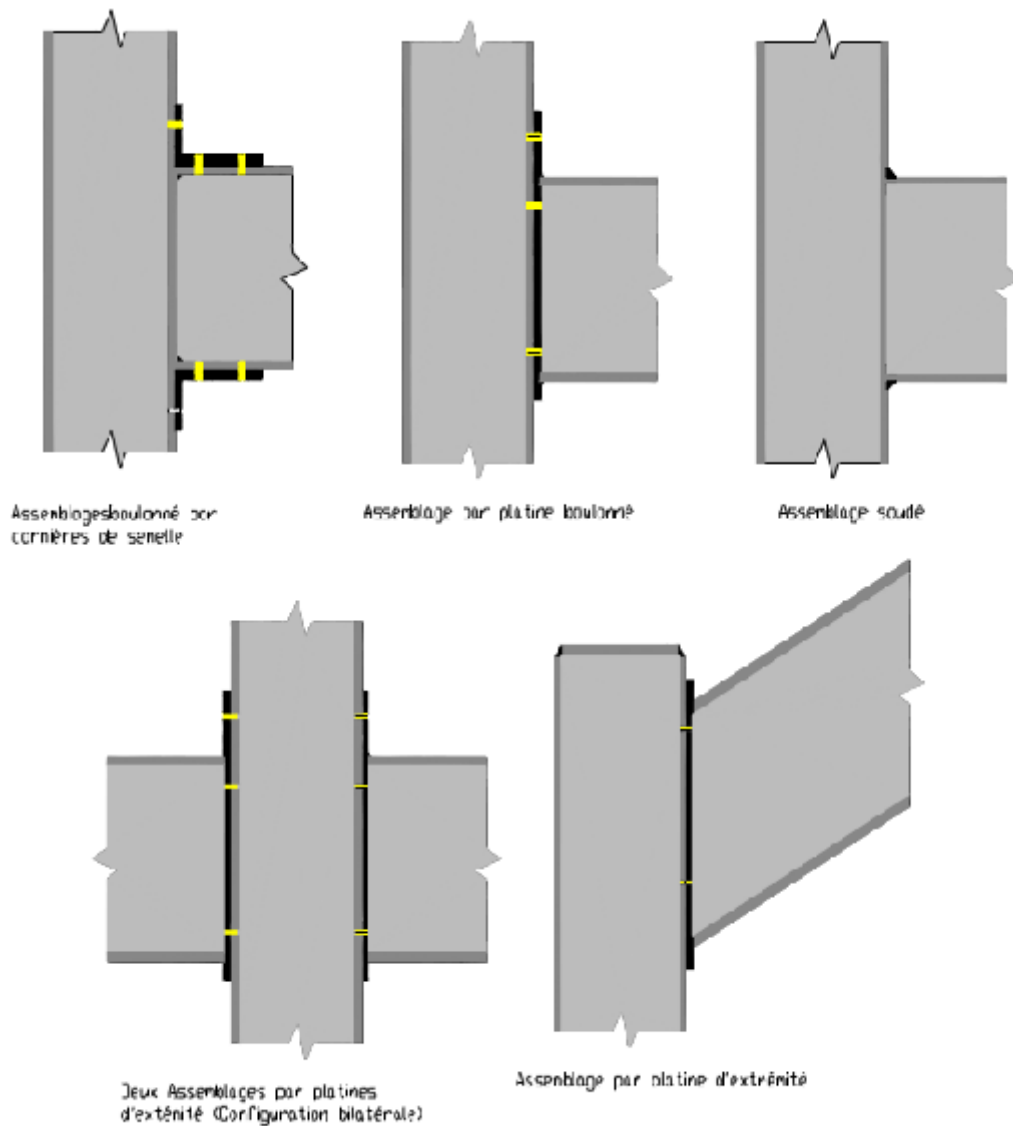 Assemblagesboulonné par
cornières de semelle
Assemblage par platine boulonné
Assemblage soudé
Deux Assemblages par platines
d'exténité (Configuration bilatérale)
Assemblage par platine d'extrémité